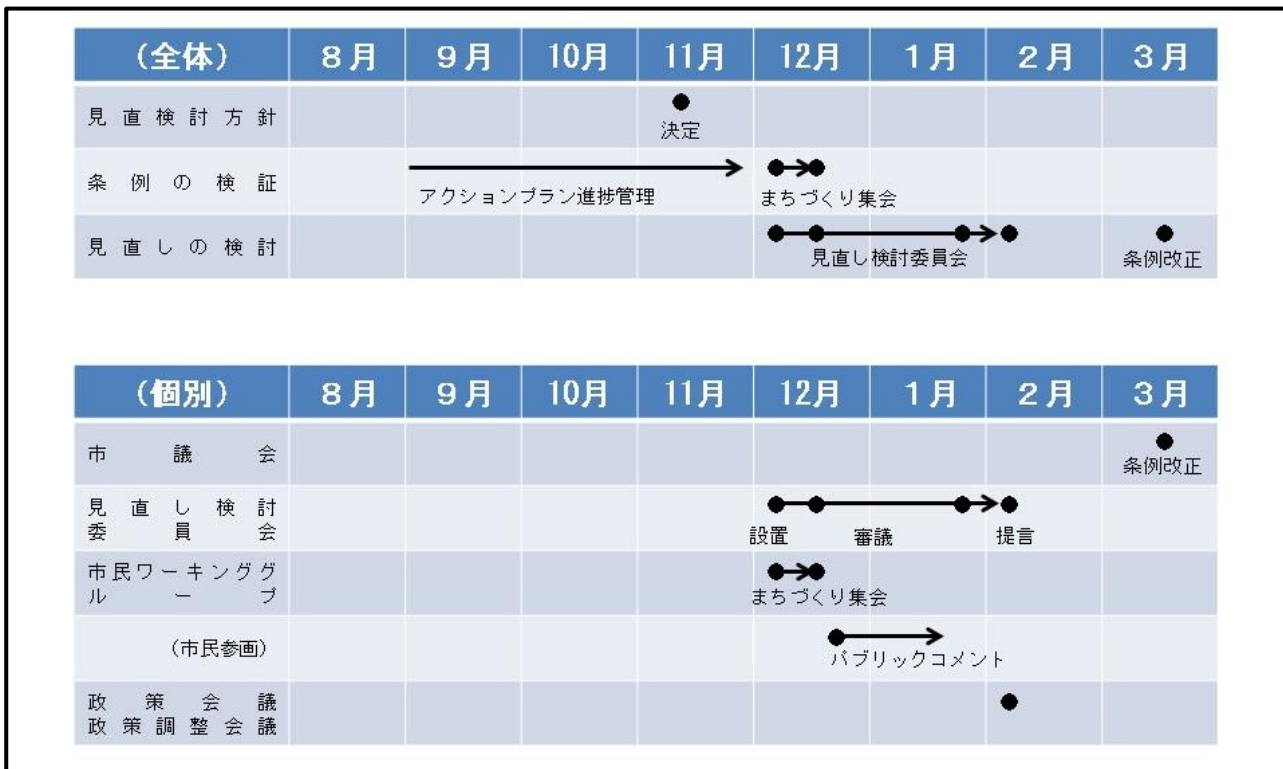 (全体) 8月 9月 10月 11月 12月 1月 2月 3月
見直検討方針
決定
条例の検証
アクションプラン進捗管理 まちづくり集会
見直しの検討
見直し検討委員会 条例改正
(個別) 8月 9月 10月 11月 12月 1月 2月 3月
市議会
条例改正
見直し検討
委員会
設置 審議 提言
市民ワーキンググ
ループ
まちづくり集会
(市民参画)
パブリックコメント
政策会議
政策調整会議